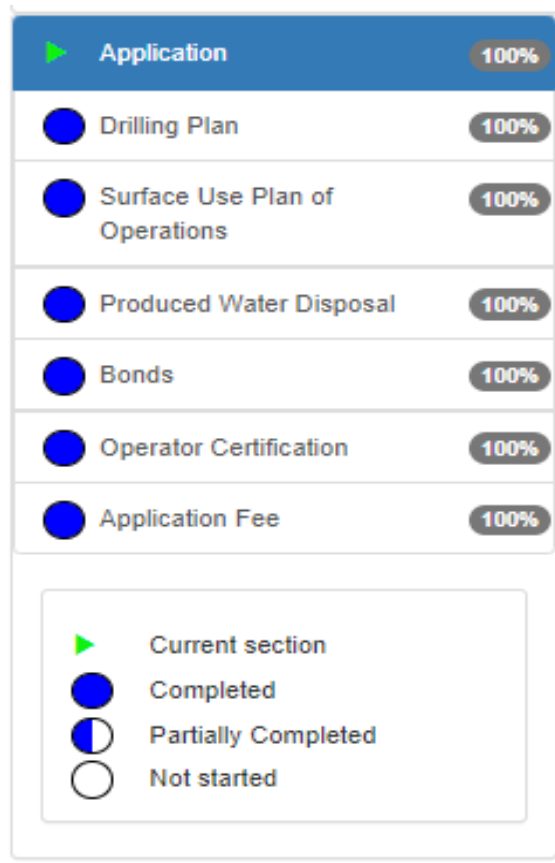 Application 100%
Drilling Plan 100%
Surface Use Plan of 100%
Operations
Produced Water Disposal 100%
Bonds 100%
Operator Certification 100%
Application Fee 100%
Current section
Completed
Partially Completed
Not started